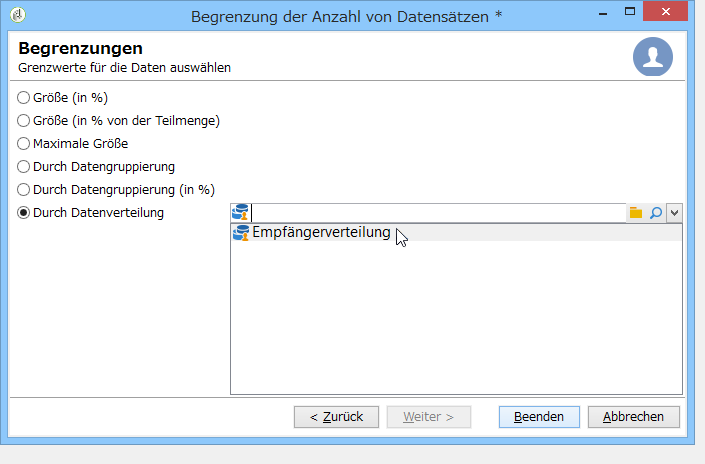 Begrenzung der Anzahl von Datensätzen *
Begrenzungen
Grenzwerte für die Daten auswählen
Größe (in %)
Größe (in % von der Teilmenge)
Maximale Größe
Durch Datengruppierung
Durch Datengruppierung (in %)
Durch Datenverteilung
Empfängerverteilung
< Zurück
Weiter >
Beenden
Abbrechen